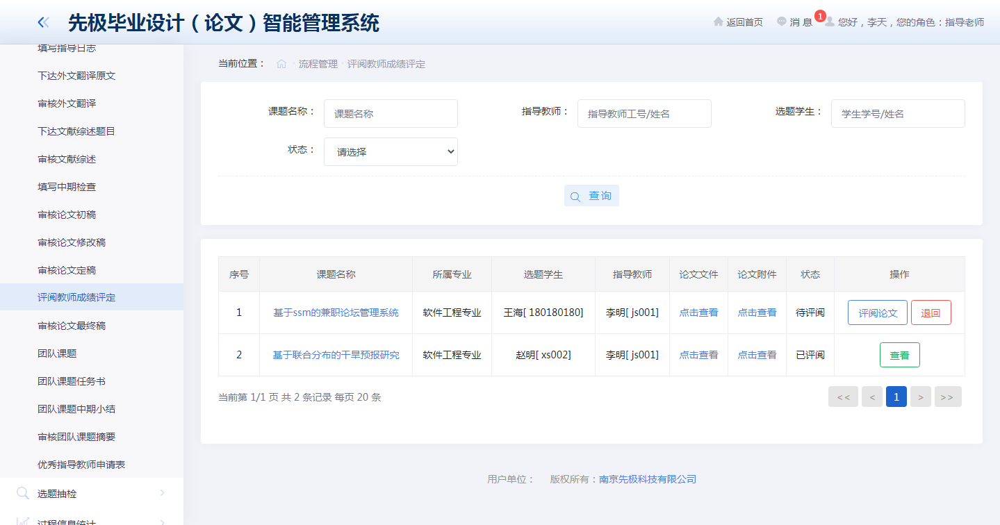 先极毕业设计（论文）智能管理系统
返回首页 消息 1 您好，李天，您的角色：指导老师
填写指导日志
下达外文翻译原文
审核外文翻译
下达文献综述题目
审核文献综述
填写中期检查
审核论文初稿
审核论文修改稿
审核论文定稿
评阅教师成绩评定
审核论文最终稿
团队课题
团队课题任务书
团队课题中期小结
审核团队课题摘要
优秀指导教师申请表
选题抽检
过程信息统计
当前位置： 流程管理 评阅教师成绩评定
课题名称： 课题名称 指导教师： 指导教师工号/姓名 选题学生： 学生学号/姓名
状态： 请选择
查询
序号 课题名称 所属专业 选题学生 指导教师 论文文件 论文附件 状态 操作
1 基于ssm的兼职论坛管理系统 软件工程专业 王海[ 180180180] 李明[ js001] 点击查看 点击查看 待评阅 评阅论文 退回
2 基于联合分布的干旱预报研究 软件工程专业 赵明[ xs002] 李明[ js001] 点击查看 点击查看 已评阅 查看
当前第 1/1 页 共 2 条记录 每页 20 条 << < 1 > >>
用户单位： 版权所有：南京先极科技有限公司